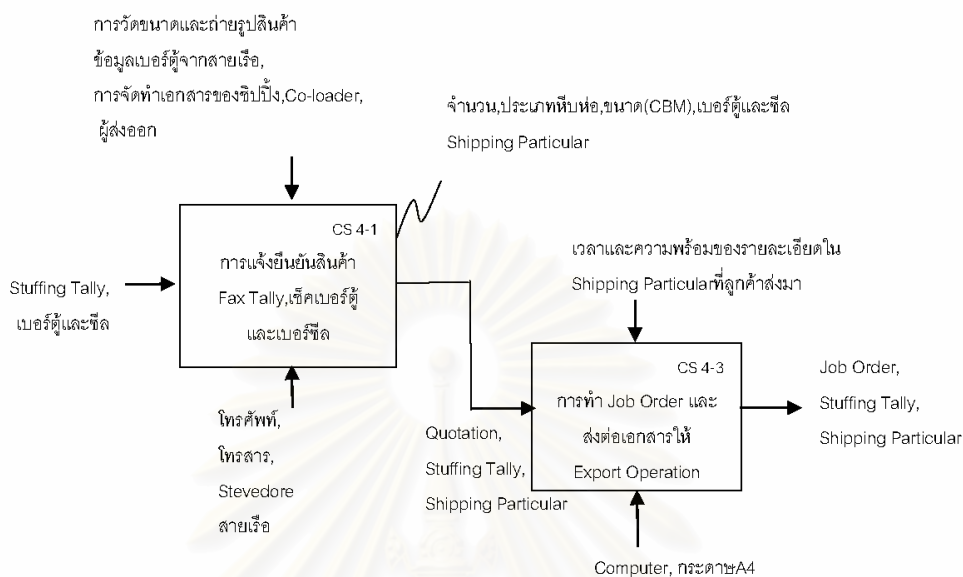 การวัดขนาดและถ่ายรูปสินค้า
ข้อมูลเบอร์ตู้จากสายเรือ,
การจัดทำเอกสารของชิปปิ้ง,Co-loader,
ผู้ส่งออก
จำนวน,ประเภทหีบห่อ,ขนาด(CBM),เบอร์ตู้และซีล
Shipping Particular
CS 4-1
การแจ้งยืนยันสินค้า
Fax Tally,เช็คเบอร์ตู้
และเบอร์ซีล
Stuffing Tally,
เบอร์ตู้และซีล
โทรศัพท์,
โทรสาร,
Stevedore
สายเรือ
เวลาและความพร้อมของรายละเอียดใน
Shipping Particularที่ลูกค้าส่งมา
CS 4-3
การทำ Job Order และ
ส่งต่อเอกสารให้
Export Operation
Quotation,
Stuffing Tally,
Shipping Particular
Job Order,
Stuffing Tally,
Shipping Particular
Computer, กระดาษA4